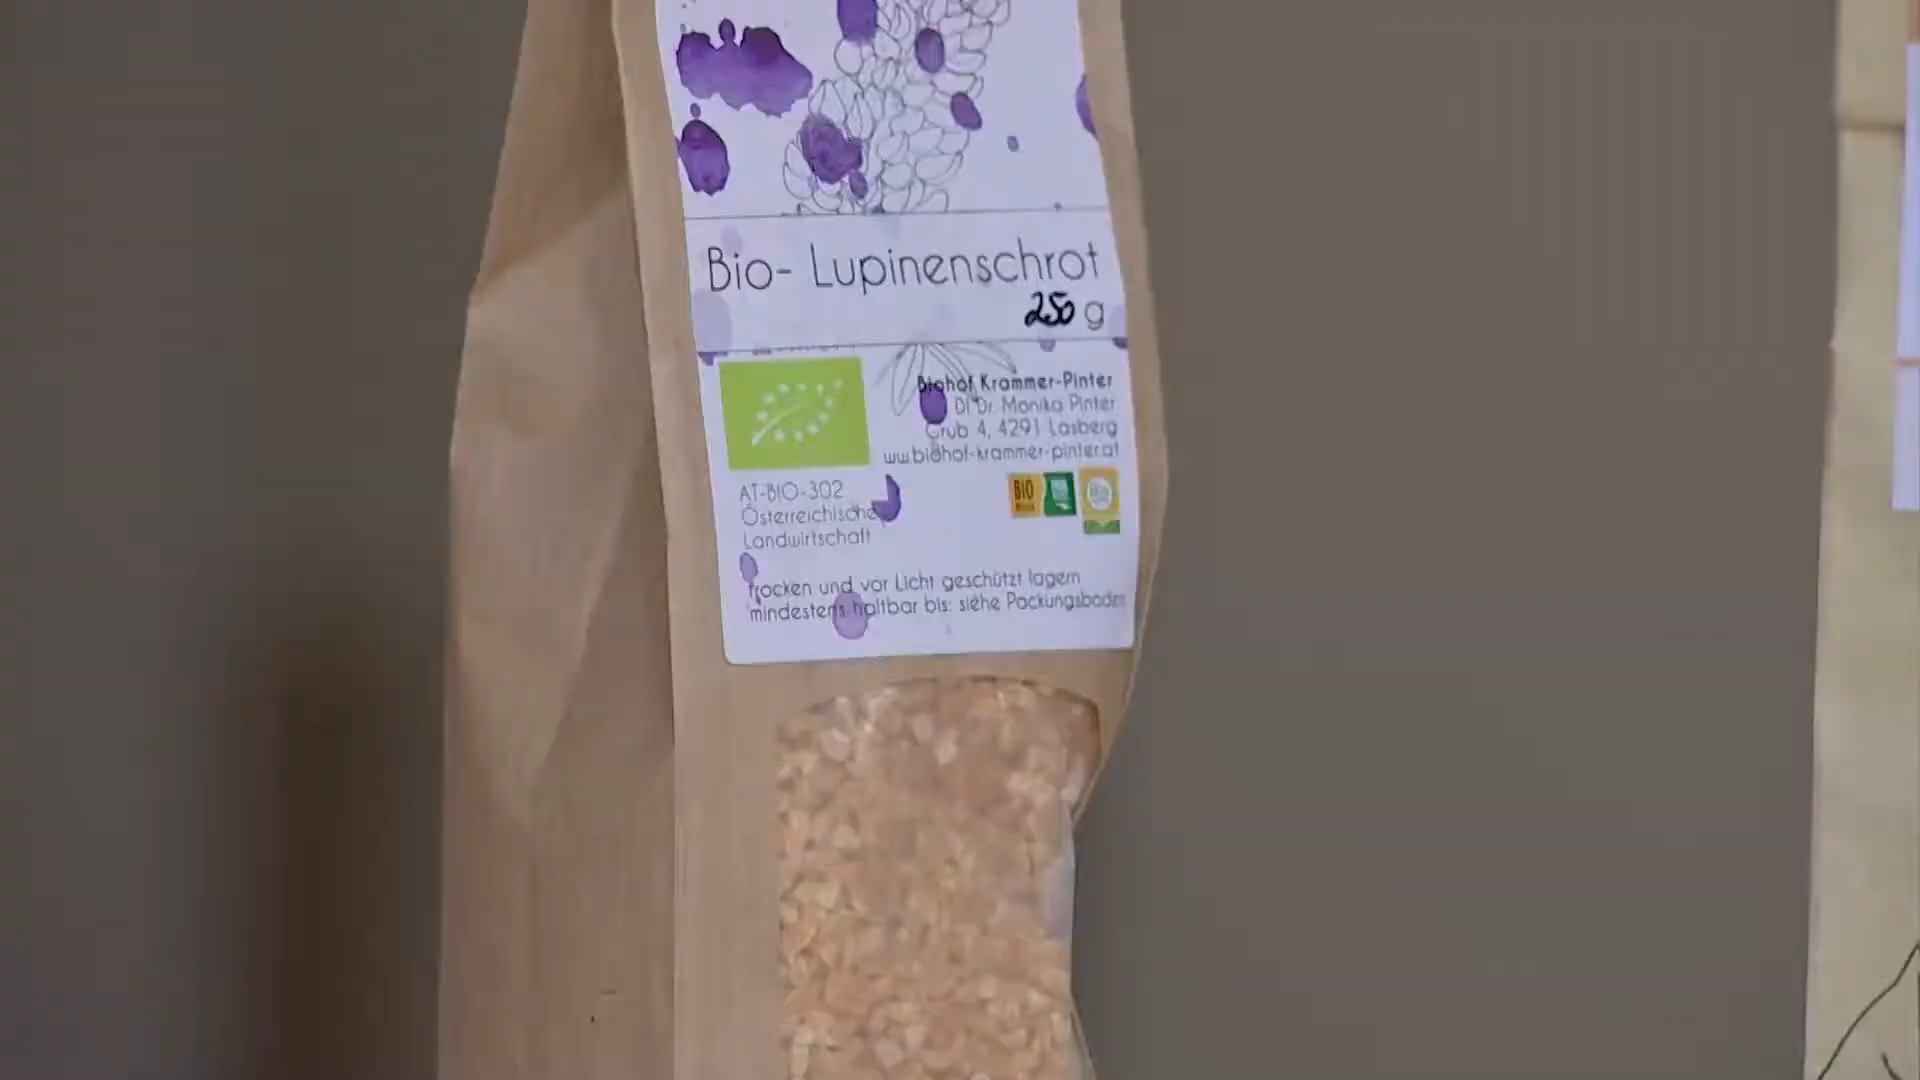 Bio- Lupinenschrot
250 g
Biohof Krammer-Pinter
DI Dr. Monika Pinter
Grub 4, 4291 Lasberg
www.biohof-krammer-pinter.at
AT-BIO-302
Österreichische
Landwirtschaft
BIO
trocken und vor Licht geschützt lagern
mindestens haltbar bis: siehe Packungsboden